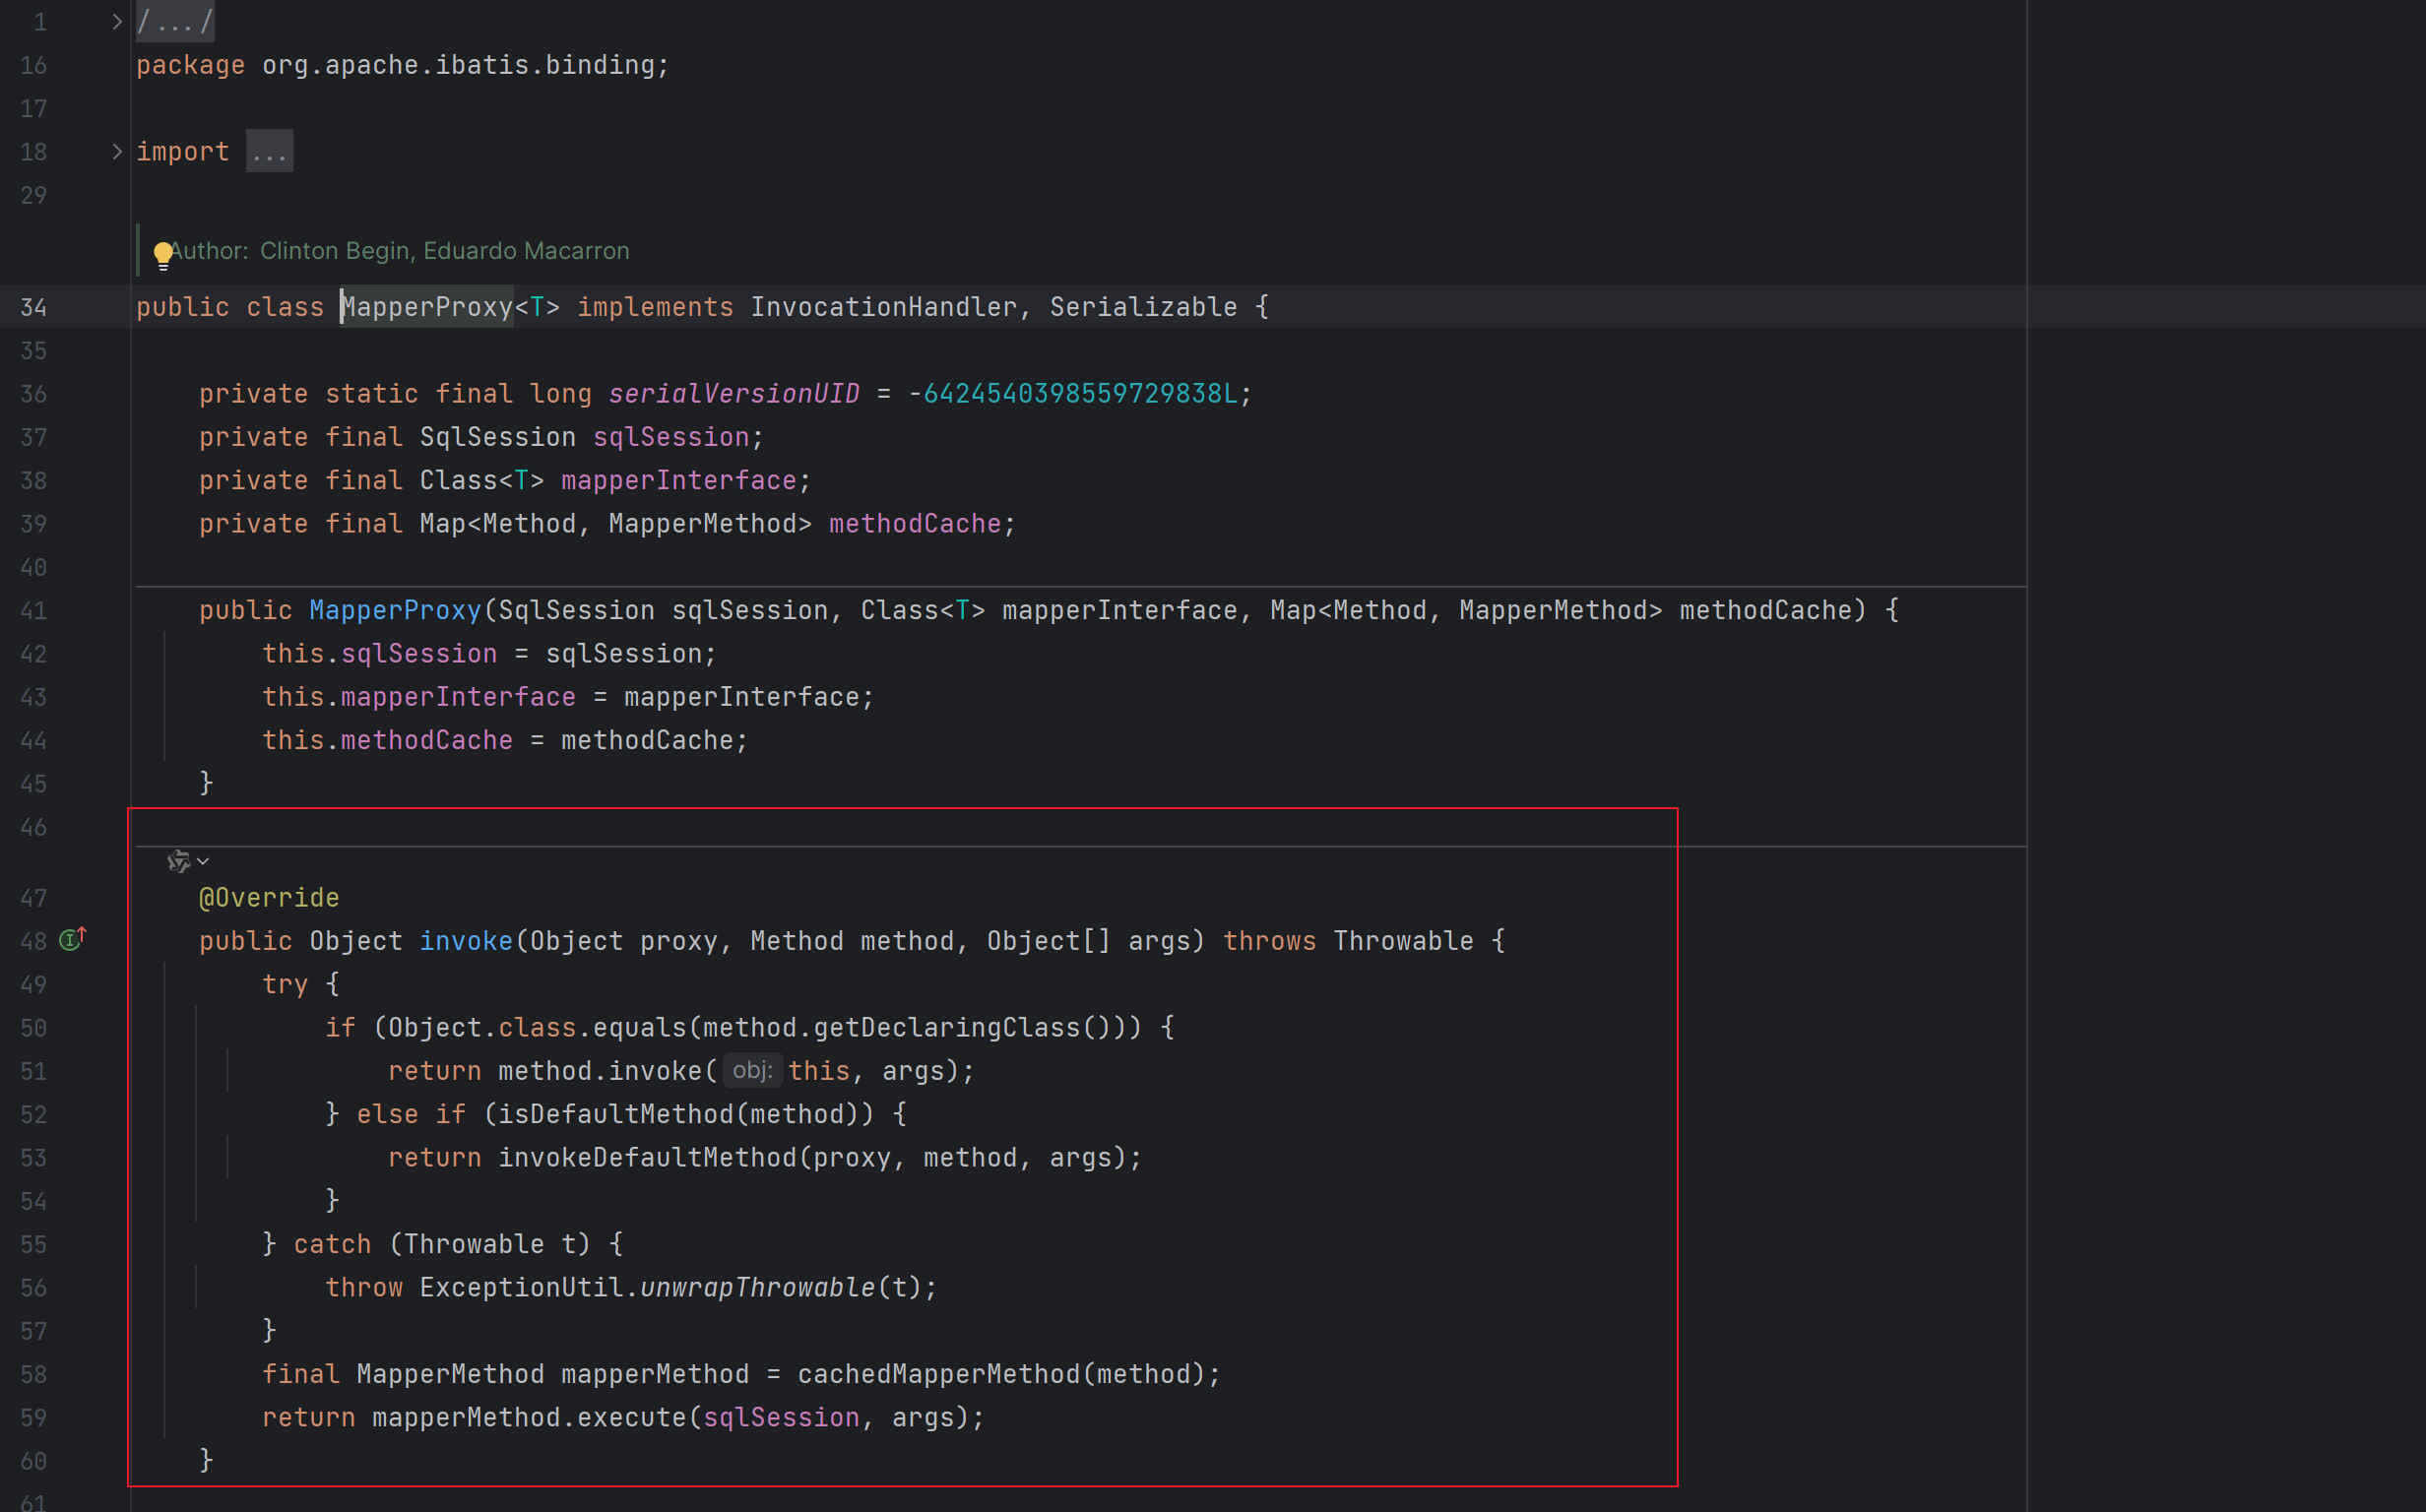 1 /.../
16 package org.apache.ibatis.binding;
17
18 import ...
29
Author: Clinton Begin, Eduardo Macarron
34 public class MapperProxy<T> implements InvocationHandler, Serializable {
35
36 private static final long serialVersionUID = -6424540398559729838L;
37 private final SqlSession sqlSession;
38 private final Class<T> mapperInterface;
39 private final Map<Method, MapperMethod> methodCache;
40
41 public MapperProxy(SqlSession sqlSession, Class<T> mapperInterface, Map<Method, MapperMethod> methodCache) {
42 this.sqlSession = sqlSession;
43 this.mapperInterface = mapperInterface;
44 this.methodCache = methodCache;
45 }
46
47 @Override
48 public Object invoke(Object proxy, Method method, Object[] args) throws Throwable {
49 try {
50 if (Object.class.equals(method.getDeclaringClass())) {
51 return method.invoke( obj: this, args);
52 } else if (isDefaultMethod(method)) {
53 return invokeDefaultMethod(proxy, method, args);
54 }
55 } catch (Throwable t) {
56 throw ExceptionUtil.unwrapThrowable(t);
57 }
58 final MapperMethod mapperMethod = cachedMapperMethod(method);
59 return mapperMethod.execute(sqlSession, args);
60 }
61